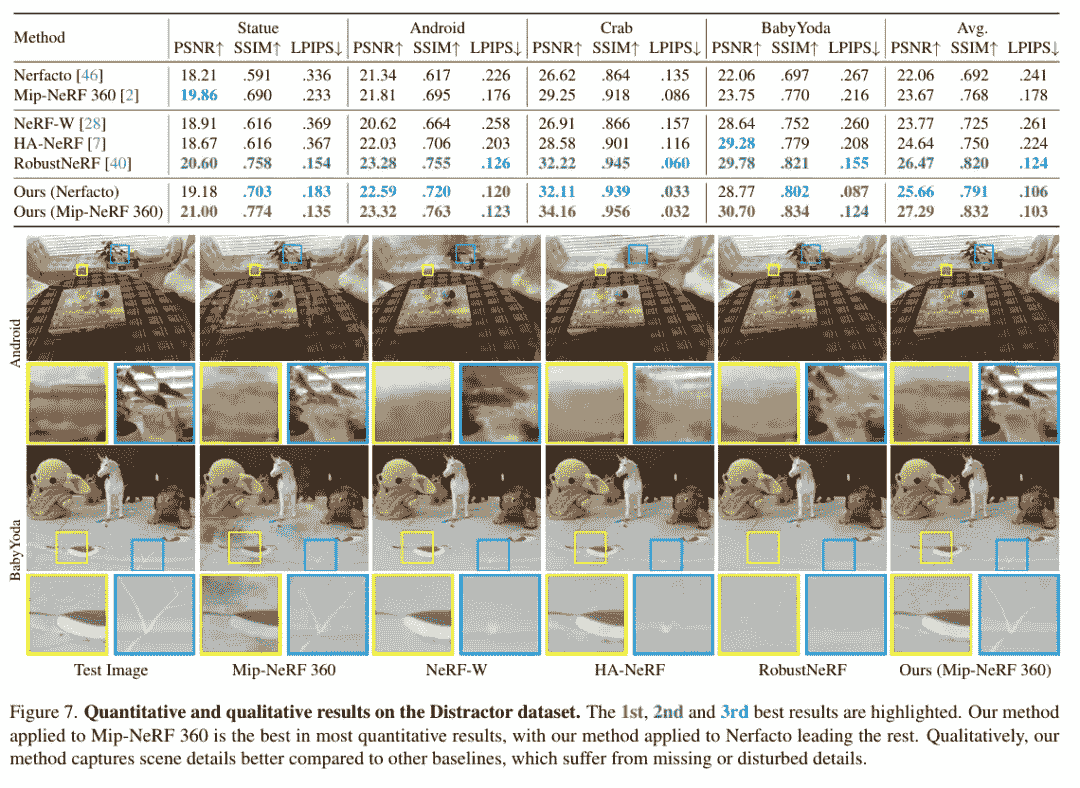 Method Statue Android Crab BabyYoda Avg.
PSNR↑ SSIM↑ LPIPS↓ PSNR↑ SSIM↑ LPIPS↓ PSNR↑ SSIM↑ LPIPS↓ PSNR↑ SSIM↑ LPIPS↓ PSNR↑ SSIM↑ LPIPS↓
Nerfacto [46] 18.21 .591 .336 21.34 .617 .226 26.62 .864 .135 22.06 .697 .267 22.06 .692 .241
Mip-NeRF 360 [2] 19.86 .690 .233 21.81 .695 .176 29.25 .918 .086 23.75 .770 .216 23.67 .768 .178
NeRF-W [28] 18.91 .616 .369 20.62 .664 .258 26.91 .866 .157 28.64 .752 .260 23.77 .725 .261
HA-NeRF [7] 18.67 .616 .367 22.03 .706 .203 28.58 .901 .116 29.28 .779 .208 24.64 .750 .224
RobustNeRF [40] 20.60 .758 .154 23.28 .755 .126 32.22 .945 .060 29.78 .821 .155 26.47 .820 .124
Ours (Nerfacto) 19.18 .703 .183 22.59 .720 .120 32.11 .939 .033 28.77 .802 .087 25.66 .791 .106
Ours (Mip-NeRF 360) 21.00 .774 .135 23.32 .763 .123 34.16 .956 .032 30.70 .834 .124 27.29 .832 .103
Android
BabyYoda
Test Image Mip-NeRF 360 NeRF-W HA-NeRF RobustNeRF Ours (Mip-NeRF 360)
Figure 7. Quantitative and qualitative results on the Distractor dataset. The 1st, 2nd and 3rd best results are highlighted. Our method
applied to Mip-NeRF 360 is the best in most quantitative results, with our method applied to Nerfacto leading the rest. Qualitatively, our
method captures scene details better compared to other baselines, which suffer from missing or disturbed details.